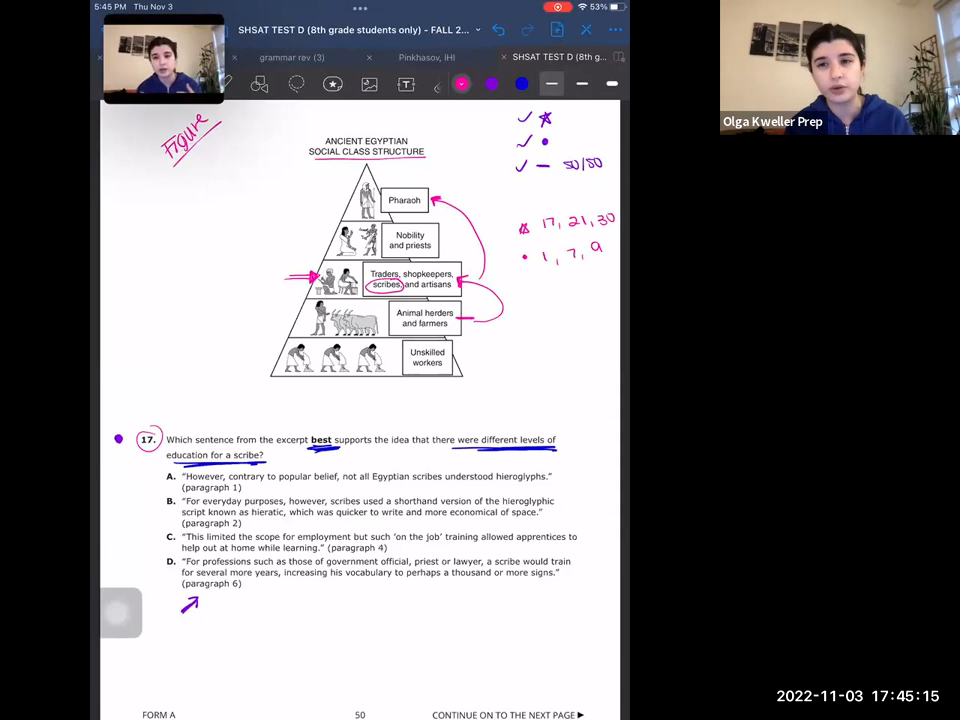 5:45 PM Thu Nov 3
53%
SHSAT TEST D (8th grade students only) - FALL 2...
grammar rev (3)
Pinkhasov, IHI
SHSAT TEST D (8th g...
Olga Kweller Prep
Figure
50/50
17, 21, 30
1, 7, 9
ANCIENT EGYPTIAN
SOCIAL CLASS STRUCTURE
Pharaoh
Nobility
and priests
Traders, shopkeepers,
scribes, and artisans
Animal herders
and farmers
Unskilled
workers
17. Which sentence from the excerpt best supports the idea that there were different levels of
education for a scribe?
A. “However, contrary to popular belief, not all Egyptian scribes understood hieroglyphs.”
(paragraph 1)
B. “For everyday purposes, however, scribes used a shorthand version of the hieroglyphic
script known as hieratic, which was quicker to write and more economical of space.”
(paragraph 2)
C. “This limited the scope for employment but such ‘on the job’ training allowed apprentices to
help out at home while learning.” (paragraph 4)
D. “For professions such as those of government official, priest or lawyer, a scribe would train
for several more years, increasing his vocabulary to perhaps a thousand or more signs.”
(paragraph 6)
FORM A
50
CONTINUE ON TO THE NEXT PAGE ▶
2022-11-03 17:45:15